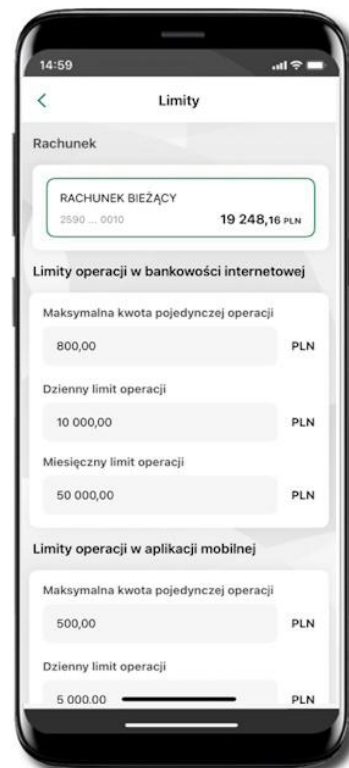 14:59
Limity
Rachunek
RACHUNEK BIEŻĄCY
2590 ... 0010 19 248,16 PLN
Limity operacji w bankowości internetowej
Maksymalna kwota pojedynczej operacji
800,00 PLN
Dzienny limit operacji
10 000,00 PLN
Miesięczny limit operacji
50 000,00 PLN
Limity operacji w aplikacji mobilnej
Maksymalna kwota pojedynczej operacji
500,00 PLN
Dzienny limit operacji
5 000.00 PLN